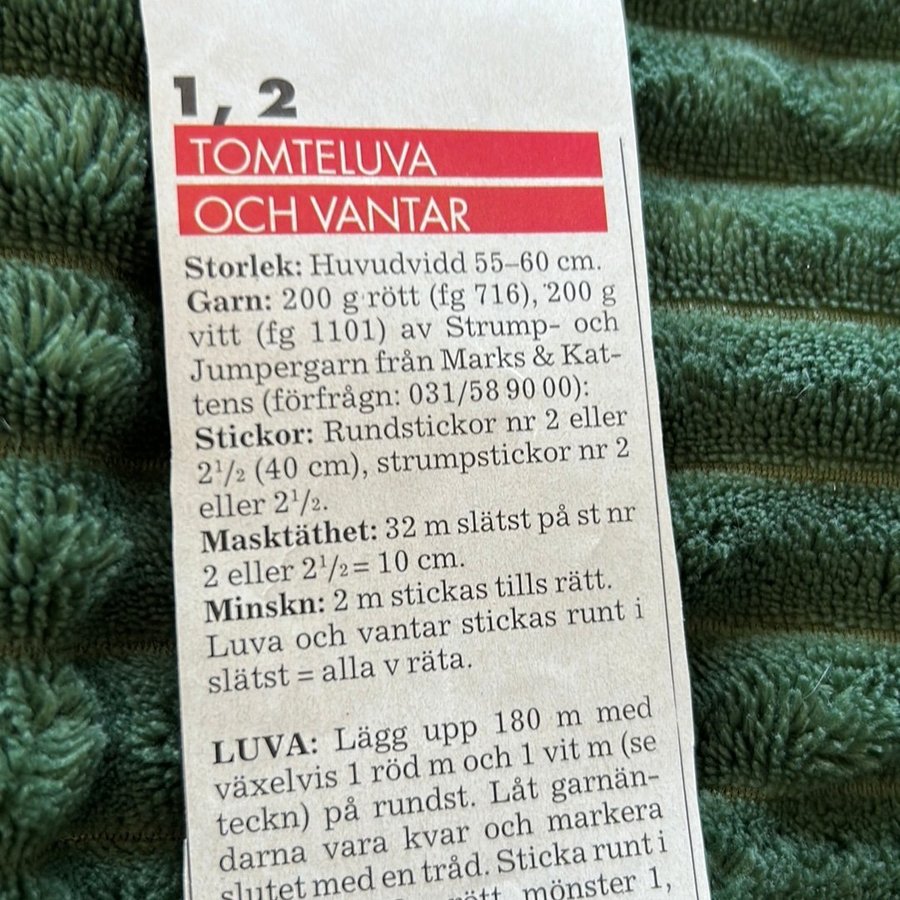 1, 2
TOMTELUVA
OCH VANTAR
Storlek: Huvudvidd 55–60 cm.
Garn: 200 g rött (fg 716), 200 g
vitt (fg 1101) av Strump- och
Jumpergarn från Marks & Kat-
tens (förfrågn: 031/58 90 00):
Stickor: Rundstickor nr 2 eller
2¹/₂ (40 cm), strumpstickor nr 2
eller 2¹/₂.
Masktäthet: 32 m slätst på st nr
2 eller 2¹/₂ = 10 cm.
Minskn: 2 m stickas tills rätt.
Luva och vantar stickas runt i
slätst = alla v räta.
LUVA: Lägg upp 180 m med
växelvis 1 röd m och 1 vit m (se
teckn) på rundst. Låt garnän-
darna vara kvar och markera
slutet med en tråd. Sticka runt i
mönster 1,